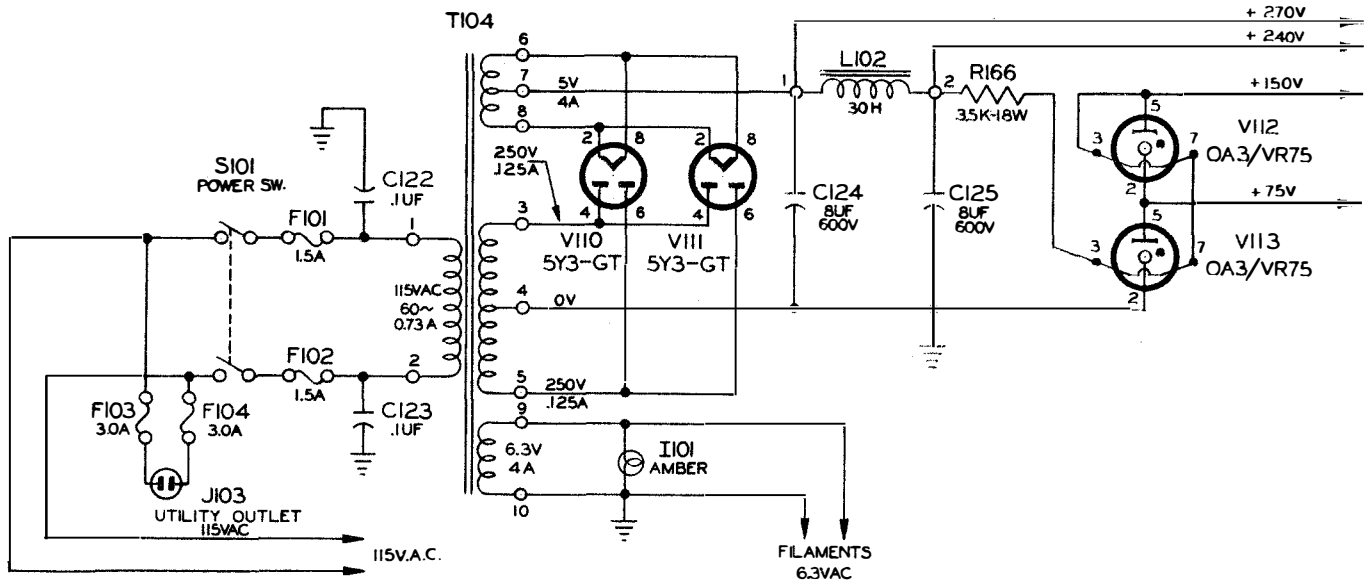 T104
+ 270V
+ 240V
6
7
8
5V
4A
1
L102
30H
2
R166
3.5K-18W
+150V
5
3
7
2
V112
OA3/VR75
+75V
5
3
7
2
V113
OA3/VR75
2
8
4
6
V110
5Y3-GT
2
8
4
6
V111
5Y3-GT
250V
.125A
C124
8UF
600V
C125
8UF
600V
S101
POWER SW.
C122
.1UF
F101
1.5A
1
3
4
0V
115VAC
60~
0.73A
F102
1.5A
2
C123
.1UF
5
250V
.125A
9
6.3V
4A
10
I101
AMBER
F103
3.0A
F104
3.0A
J103
UTILITY OUTLET
115VAC
115V.A.C.
FILAMENTS
6.3VAC